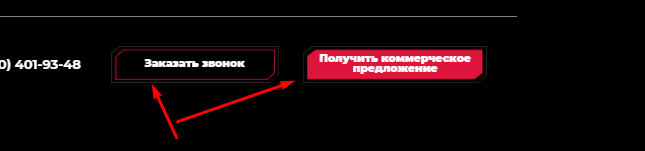 0) 401-93-48
Заказать звонок
Получить коммерческое
предложение